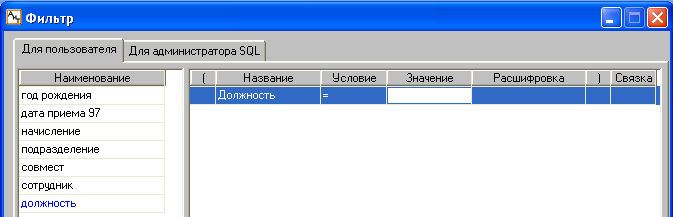 Фильтр
Для пользователя Для администратора SQL
Наименование
год рождения
дата приема 97
начисление
подразделение
совмест
сотрудник
должность
( Название Условие Значение Расшифровка ) Связка
Должность =